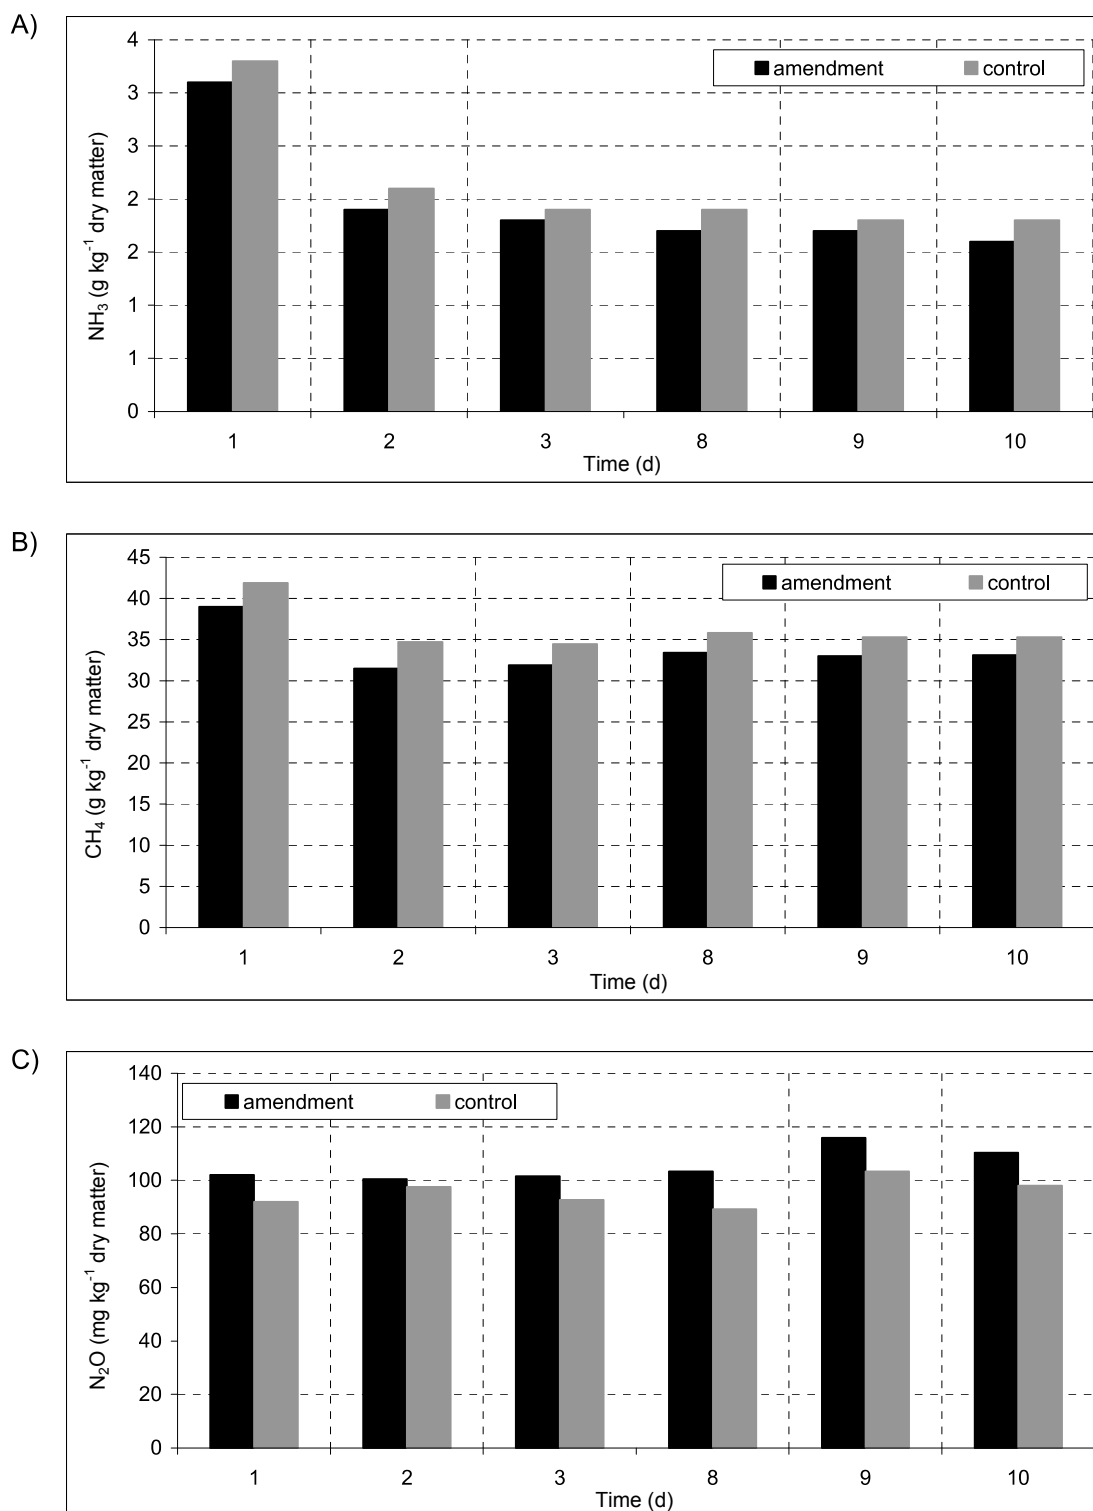 A)
amendment control
4
3
3
2
2
1
1
0
NH₃ (g kg⁻¹ dry matter)
1 2 3 8 9 10
Time (d)
B)
amendment control
45
40
35
30
25
20
15
10
5
0
CH₄ (g kg⁻¹ dry matter)
1 2 3 8 9 10
Time (d)
C)
amendment control
140
120
100
80
60
40
20
0
N₂O (mg kg⁻¹ dry matter)
1 2 3 8 9 10
Time (d)